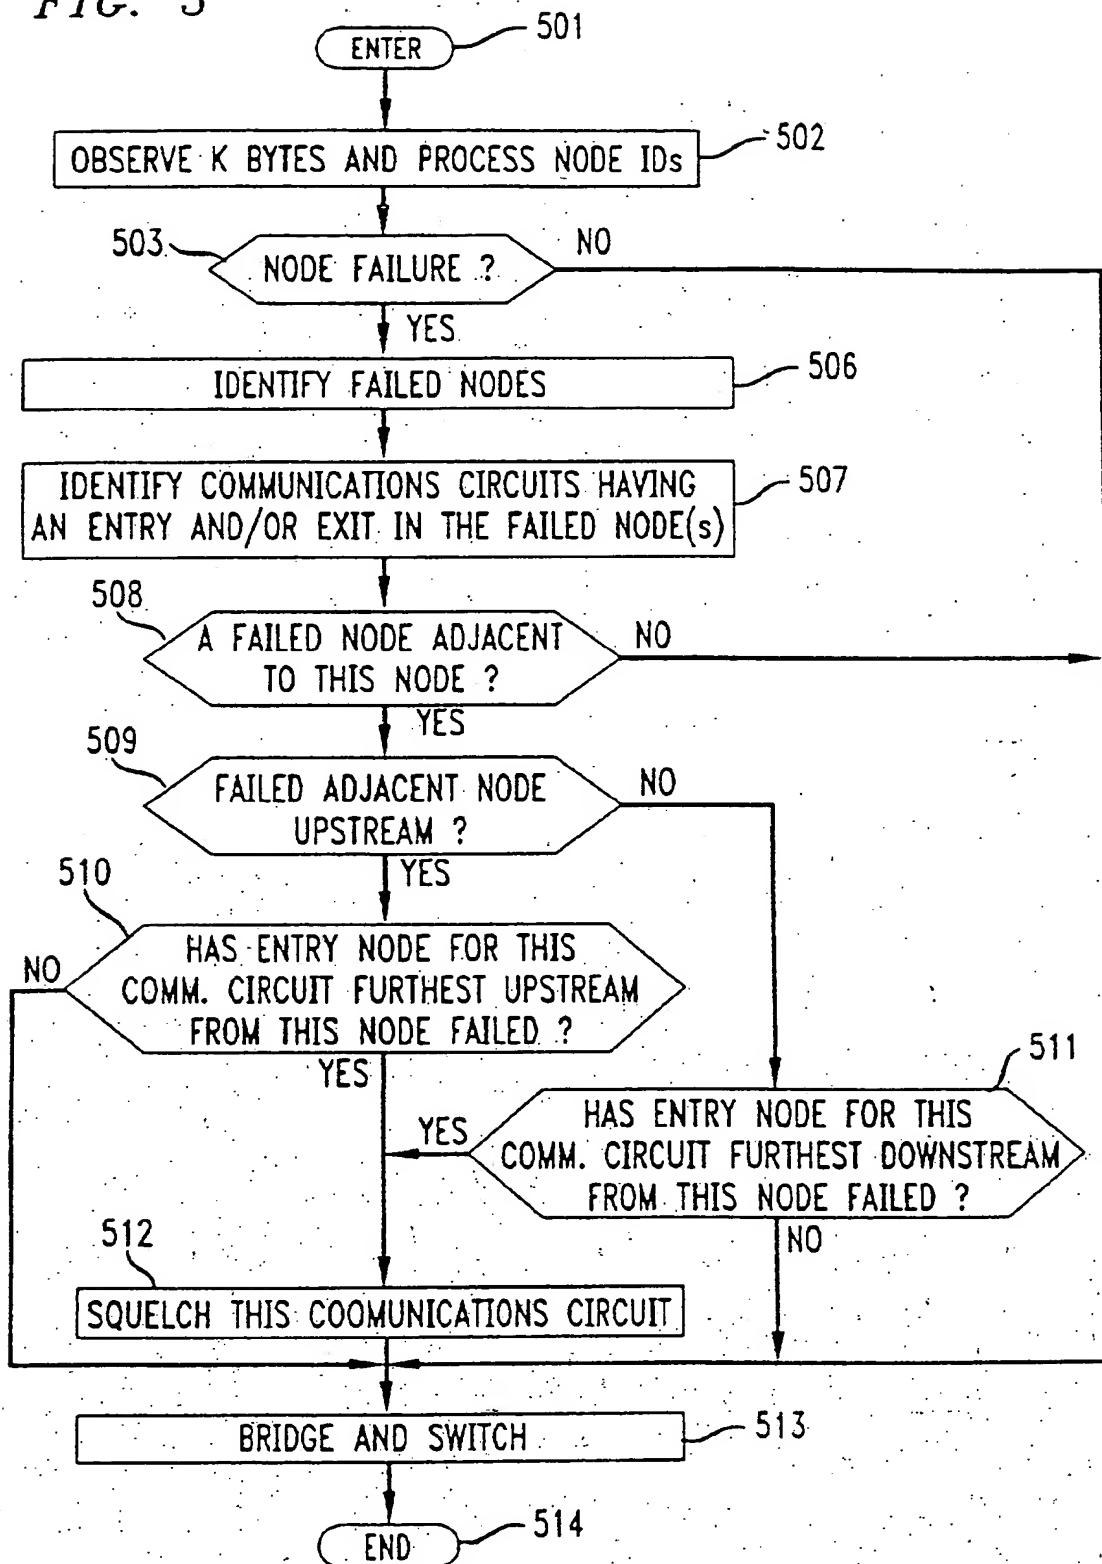 FIG. 5
ENTER
501
OBSERVE K BYTES AND PROCESS NODE IDs
502
503
NODE FAILURE ?
NO
YES
IDENTIFY FAILED NODES
506
IDENTIFY COMMUNICATIONS CIRCUITS HAVING
AN ENTRY AND/OR EXIT IN THE FAILED NODE(s)
507
508
A FAILED NODE ADJACENT
TO THIS NODE ?
NO
YES
509
FAILED ADJACENT NODE
UPSTREAM ?
NO
YES
510
HAS ENTRY NODE FOR THIS
COMM. CIRCUIT FURTHEST UPSTREAM
FROM THIS NODE FAILED ?
NO
YES
511
HAS ENTRY NODE FOR THIS
COMM. CIRCUIT FURTHEST DOWNSTREAM
FROM THIS NODE FAILED ?
YES
NO
512
SQUELCH THIS COOMUNICATIONS CIRCUIT
BRIDGE AND SWITCH
513
END
514